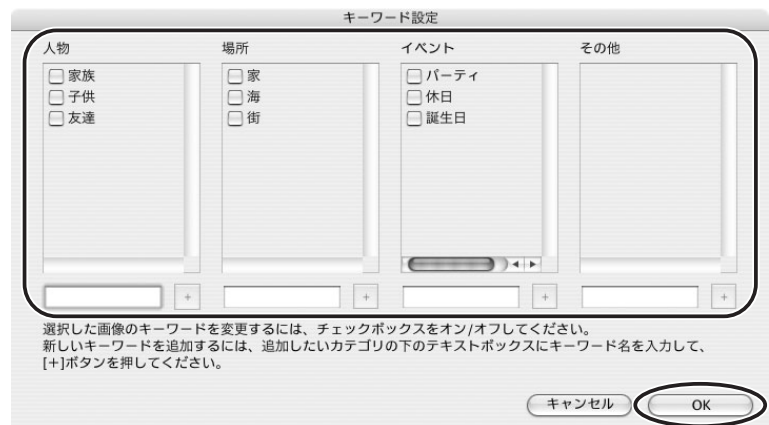 キーワード設定
人物
家族
子供
友達
場所
家
海
街
イベント
パーティ
休日
誕生日
その他
+
+
+
+
選択した画像のキーワードを変更するには、チェックボックスをオン/オフしてください。
新しいキーワードを追加するには、追加したいカテゴリの下のテキストボックスにキーワード名を入力して、
[+]ボタンを押してください。
キャンセル
OK